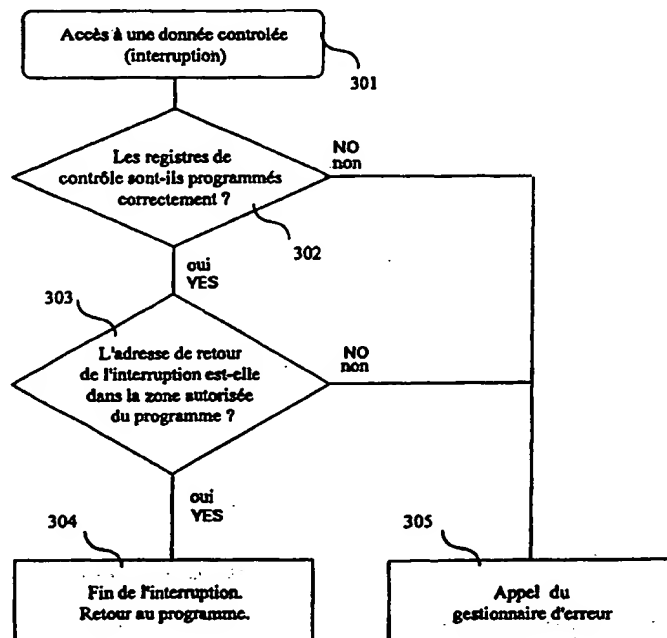 Accès à une donnée controlée
(interruption)
301
Les registres de
contrôle sont-ils programmés
correctement ?
NO
non
302
oui
YES
303
L'adresse de retour
de l'interruption est-elle
dans la zone autorisée
du programme ?
NO
non
oui
YES
304
305
Fin de l'interruption.
Retour au programme.
Appel du
gestionnaire d'erreur